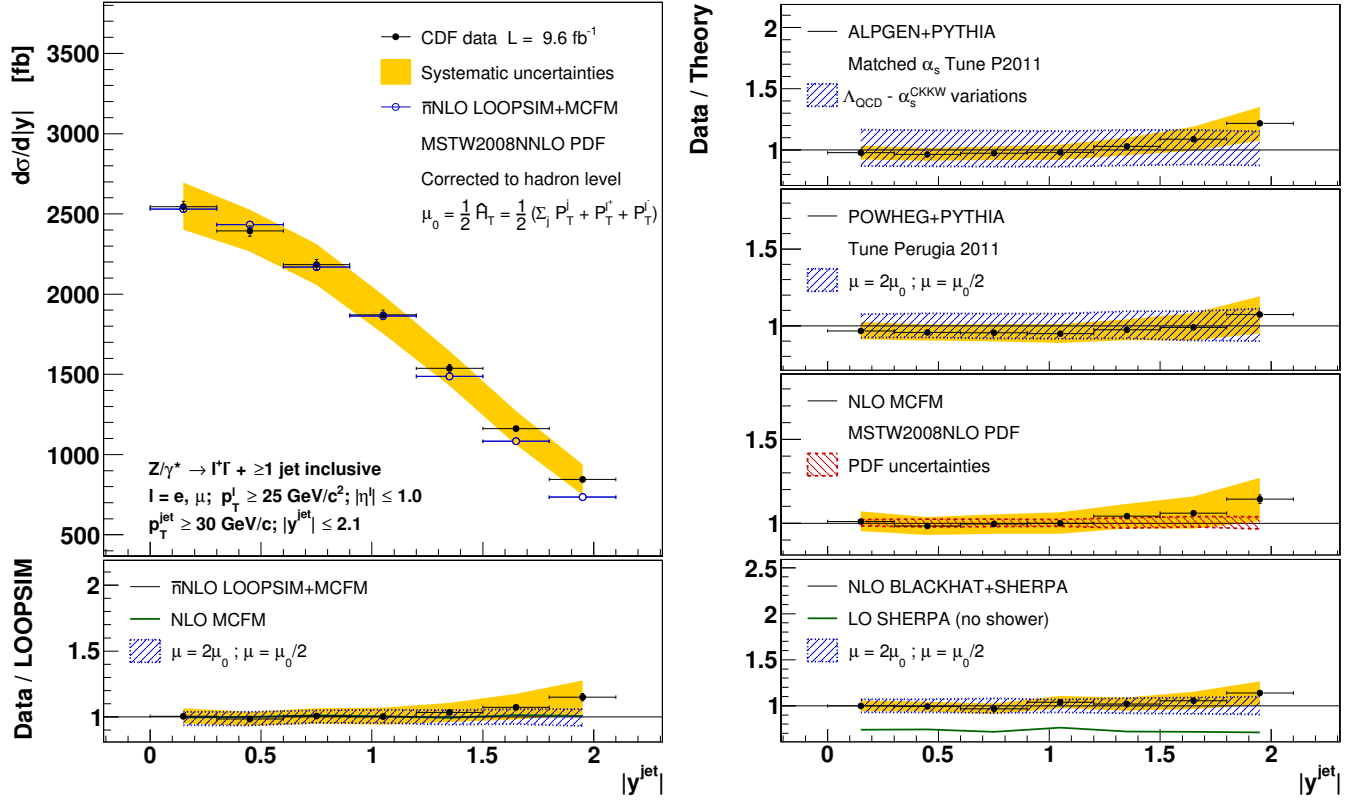 dσ/d|y| [fb]
3500
3000
2500
2000
1500
1000
500
CDF data L = 9.6 fb⁻¹
Systematic uncertainties
n̅NLO LOOPSIM+MCFM
MSTW2008NNLO PDF
Corrected to hadron level
μ₀ = 1/2 Ĥ_T = 1/2 (Σ_j P_T^j + P_T^l⁺ + P_T^l⁻)
Z/γ* → l⁺l⁻ + ≥1 jet inclusive
l = e, μ; p_T^l ≥ 25 GeV/c²; |η^l| ≤ 1.0
p_T^jet ≥ 30 GeV/c; |y^jet| ≤ 2.1
Data / LOOPSIM
2
1.5
1
n̅NLO LOOPSIM+MCFM
NLO MCFM
μ = 2μ₀ ; μ = μ₀/2
0 0.5 1 1.5 2
|y^jet|
Data / Theory
2
1.5
1
ALPGEN+PYTHIA
Matched α_s Tune P2011
Λ_QCD - α_s^CKKW variations
1.5
1
POWHEG+PYTHIA
Tune Perugia 2011
μ = 2μ₀ ; μ = μ₀/2
1.5
1
NLO MCFM
MSTW2008NLO PDF
PDF uncertainties
2.5
2
1.5
1
NLO BLACKHAT+SHERPA
LO SHERPA (no shower)
μ = 2μ₀ ; μ = μ₀/2
0 0.5 1 1.5 2
|y^jet|